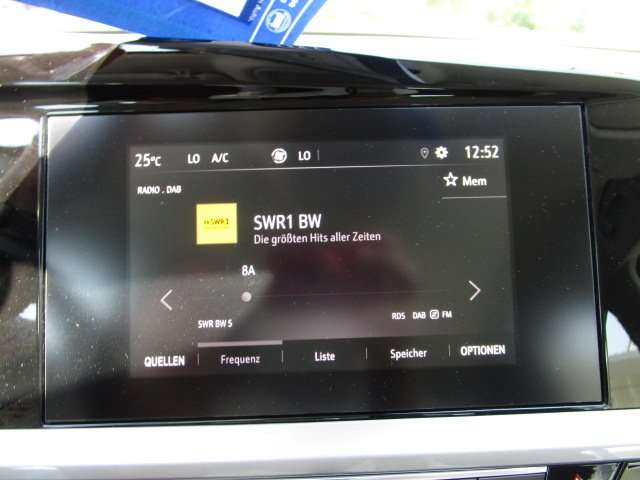 25°C LO A/C LO 12:52
RADIO . DAB
Mem
SWR1
SWR1 BW
Die größten Hits aller Zeiten
8A
SWR BW S
RDS DAB FM
QUELLEN Frequenz Liste Speicher OPTIONEN